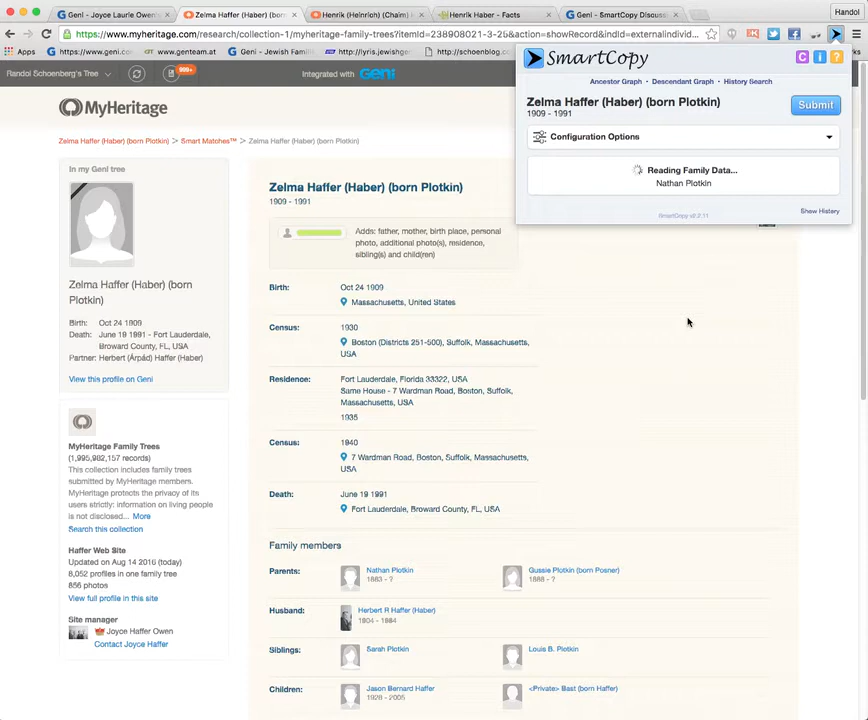 Geni - Joyce Laurie Owen
Zelma Haffer (Haber) (born
Henrik (Heinrich) (Chaim)
Henrik Haber - Facts
Geni - SmartCopy Discuss
Handol
https://www.myheritage.com/research/collection-1/myheritage-family-trees?itemId=238908021-3-25&action=showRecord&indId=externalindivid...
Apps
https://www.geni.co...
www.genteam.at
Geni - Jewish Famil
http://lyris.jewishge
http://schoenblog.c
Randol Schoenberg's Tree
999+
Integrated with Geni
MyHeritage
SmartCopy
Ancestor Graph - Descendant Graph - History Search
Zelma Haffer (Haber) (born Plotkin)
1909 - 1991
Submit
Configuration Options
Reading Family Data...
Nathan Plotkin
SmartCopy v3.2.11
Show History
Zelma Haffer (Haber) (born Plotkin) > Smart Matches™ > Zelma Haffer (Haber) (born Plotkin)
In my Geni tree
Zelma Haffer (Haber) (born Plotkin)
Birth: Oct 24 1909
Death: June 19 1991 - Fort Lauderdale, Broward County, FL, USA
Partner: Herbert (Árpád) Haffer (Haber)
View this profile on Geni
MyHeritage Family Trees
(1,995,982,157 records)
This collection includes family trees
submitted by MyHeritage members.
MyHeritage protects the privacy of its
users strictly: information on living people
is not disclosed... More
Search this collection
Haffer Web Site
Updated on Aug 14 2016 (today)
8,052 profiles in one family tree
856 photos
View full profile in this site
Site manager
Joyce Haffer Owen
Contact Joyce Haffer
Zelma Haffer (Haber) (born Plotkin)
1909 - 1991
Adds: father, mother, birth place, personal
photo, additional photo(s), residence,
sibling(s) and child(ren)
Birth: Oct 24 1909
Massachusetts, United States
Census: 1930
Boston (Districts 251-500), Suffolk, Massachusetts,
USA
Residence: Fort Lauderdale, Florida 33322, USA
Same House - 7 Wardman Road, Boston, Suffolk,
Massachusetts, USA
1935
Census: 1940
7 Wardman Road, Boston, Suffolk, Massachusetts,
USA
Death: June 19 1991
Fort Lauderdale, Broward County, FL, USA
Family members
Parents: Nathan Plotkin
1883 - ?
Gussie Plotkin (born Posner)
1888 - ?
Husband: Herbert R Haffer (Haber)
1904 - 1984
Siblings: Sarah Plotkin
Louis B. Plotkin
Children: Jason Bernard Haffer
1928 - 2005
<Private> Bast (born Haffer)